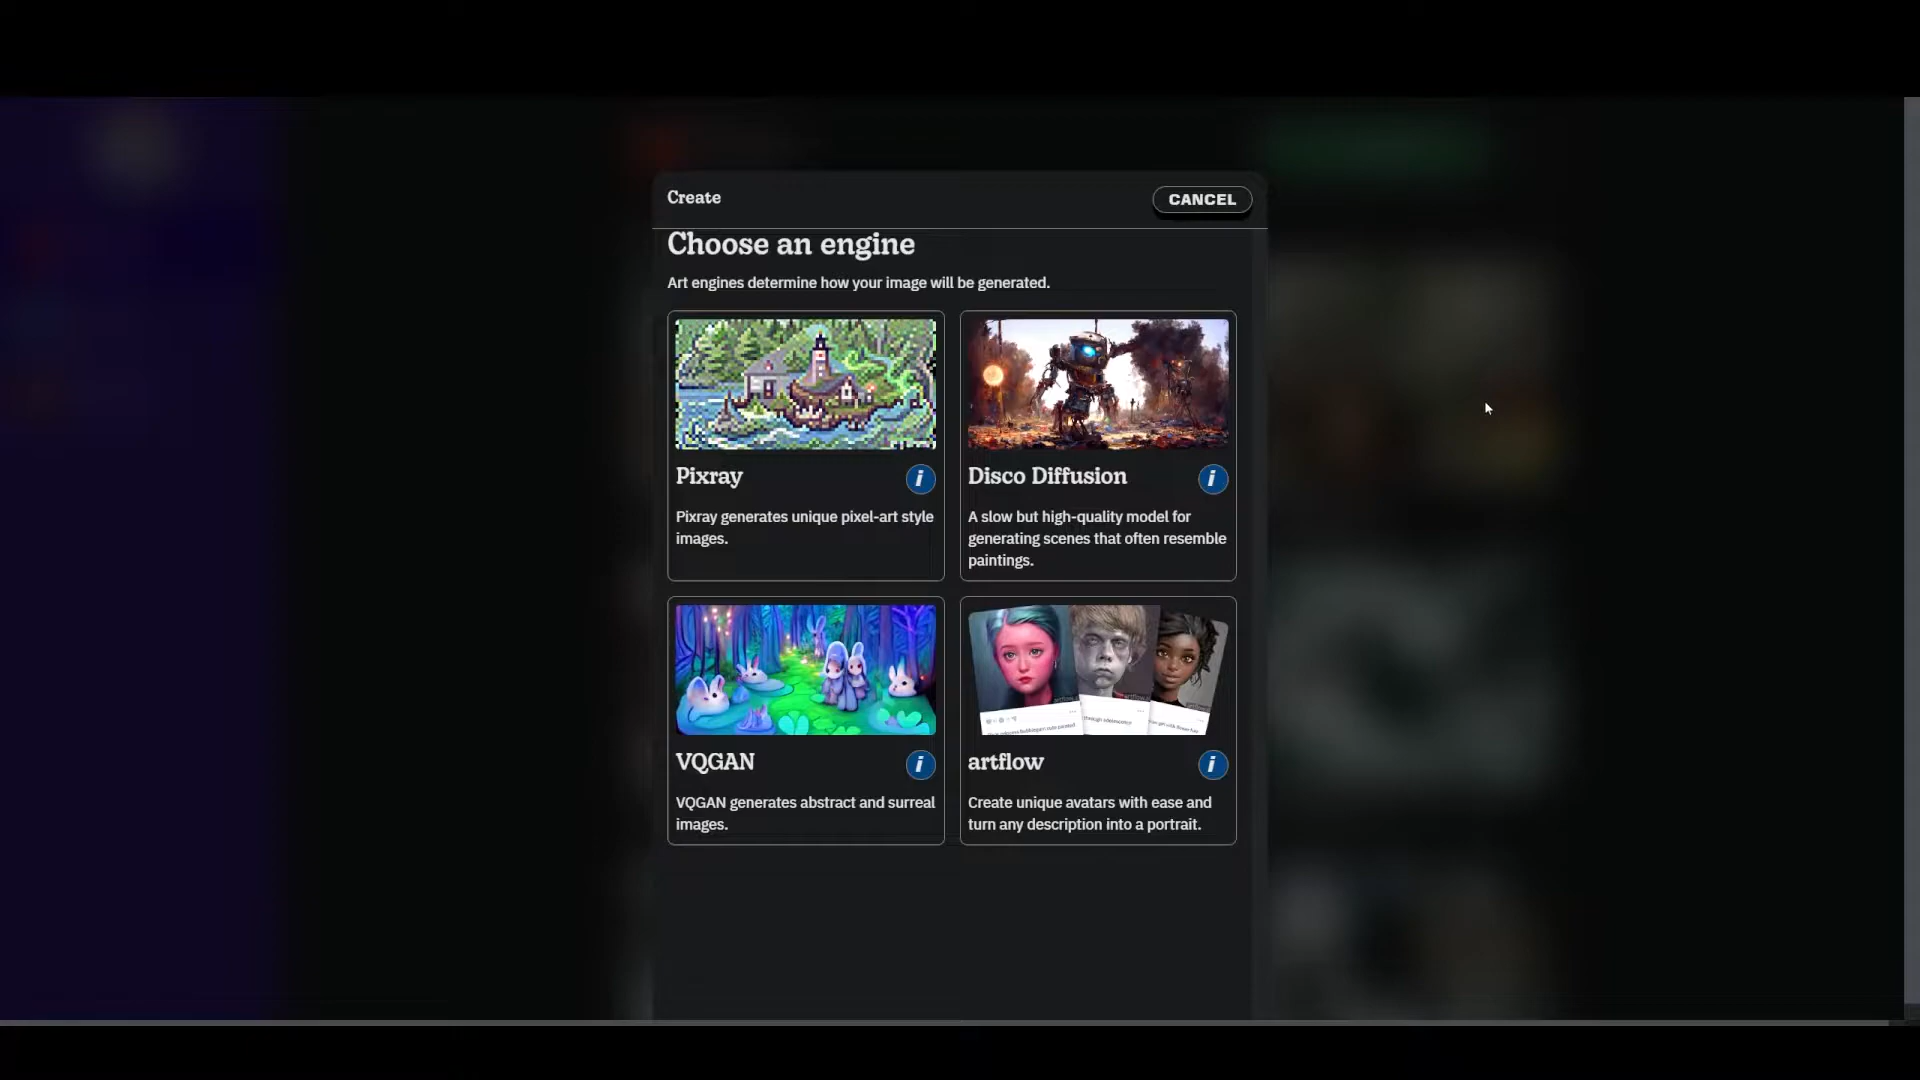 Create
CANCEL
Choose an engine
Art engines determine how your image will be generated.
Pixray
i
Pixray generates unique pixel-art style
images.
Disco Diffusion
i
A slow but high-quality model for
generating scenes that often resemble
paintings.
VQGAN
i
VQGAN generates abstract and surreal
images.
artflow
i
Create unique avatars with ease and
turn any description into a portrait.